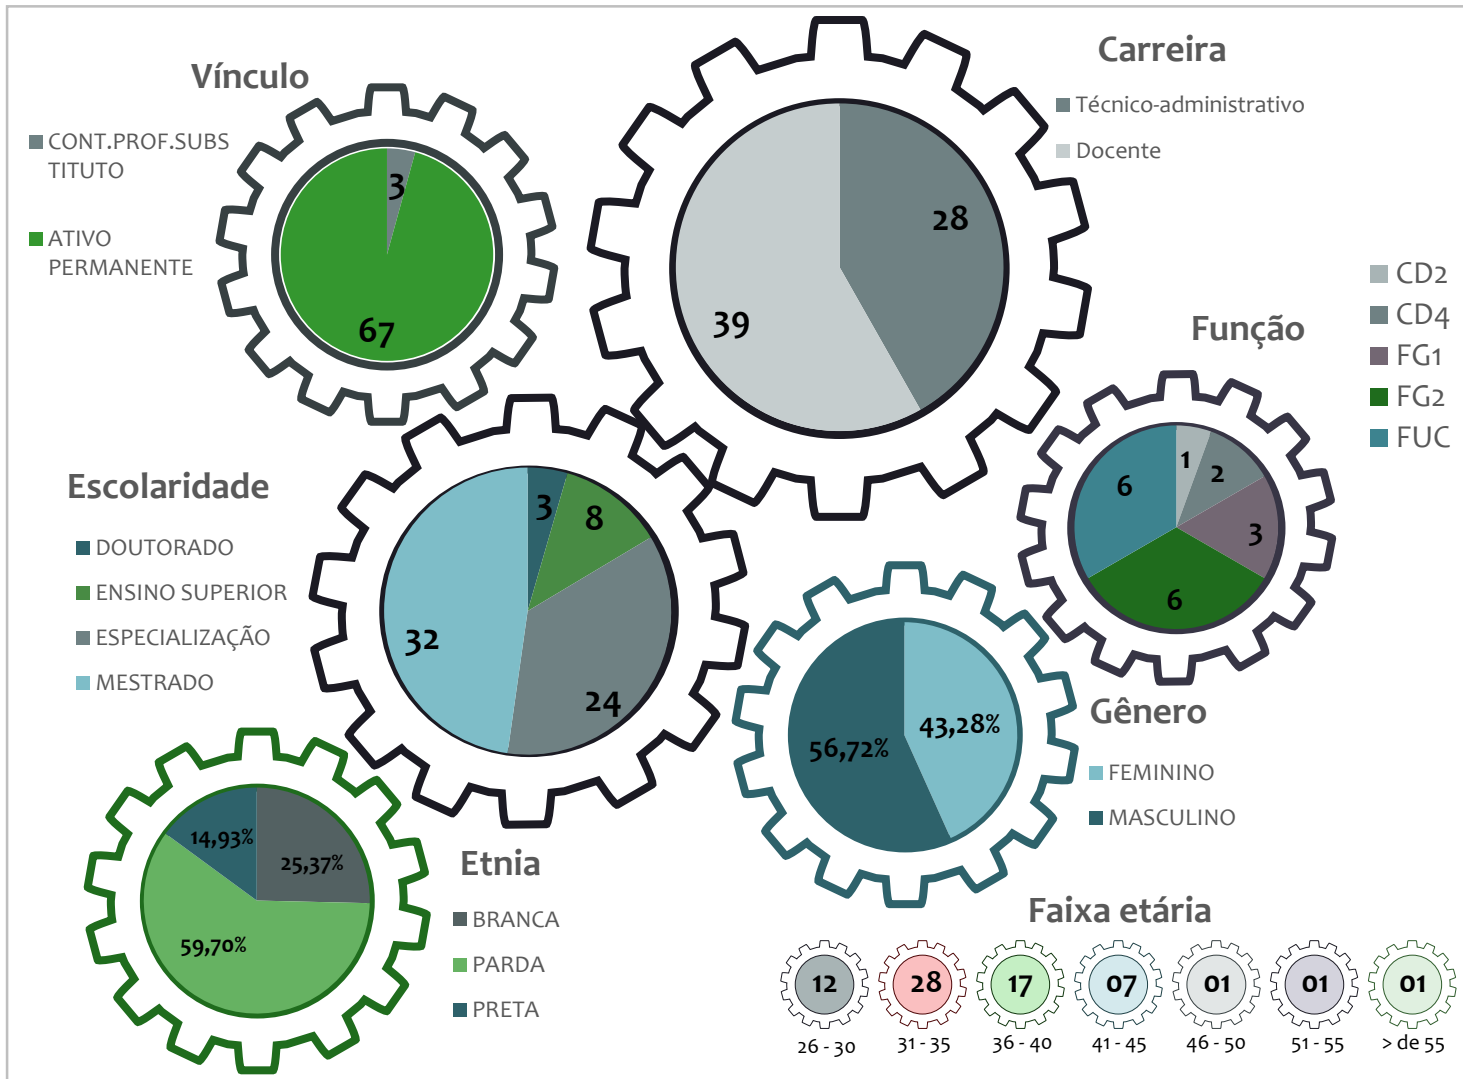 Vínculo
CONT.PROF.SUBS
TITUTO
ATIVO
PERMANENTE
3
67
Carreira
Técnico-administrativo
Docente
28
39
Função
CD2
CD4
FG1
FG2
FUC
1
2
3
6
6
Escolaridade
DOUTORADO
ENSINO SUPERIOR
ESPECIALIZAÇÃO
MESTRADO
3
8
24
32
Gênero
FEMININO
MASCULINO
43,28%
56,72%
Etnia
BRANCA
PARDA
PRETA
14,93%
25,37%
59,70%
Faixa etária
12
28
17
07
01
01
01
26 - 30
31 - 35
36 - 40
41 - 45
46 - 50
51 - 55
> de 55